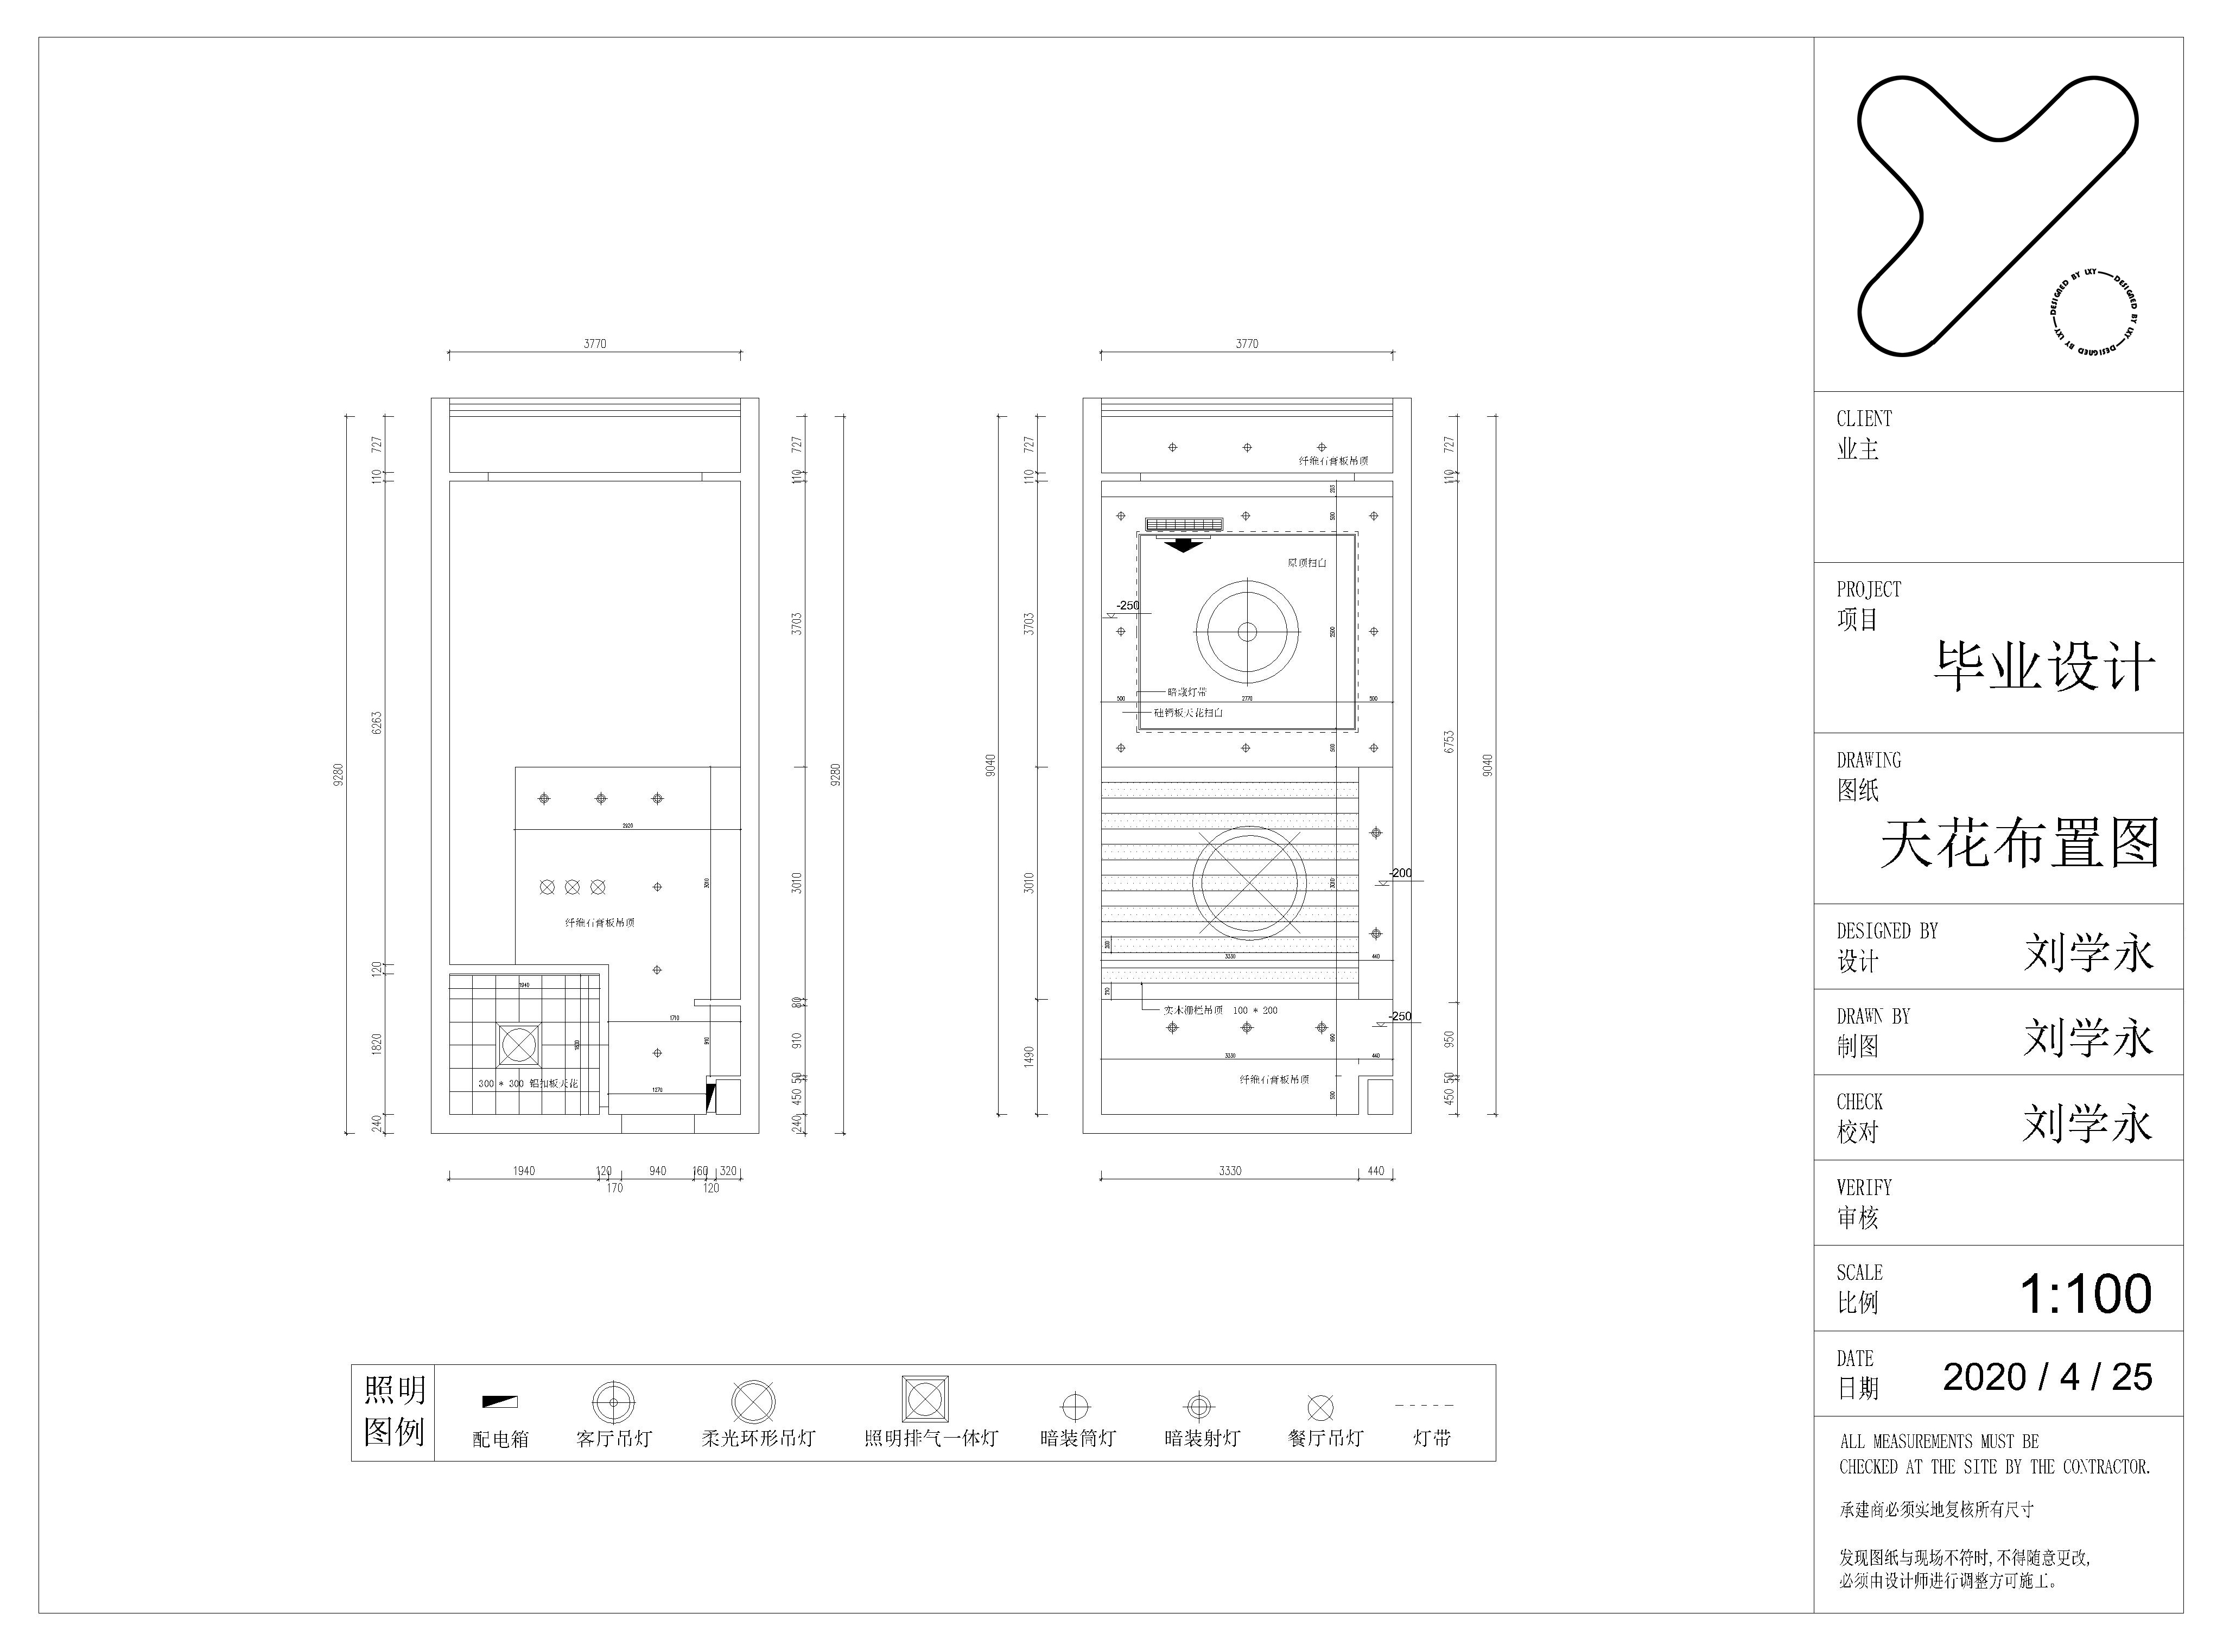 3770
727
110
6263
9280
120
1820
240
727
110
3703
9280
3010
80
910
50
450
240
2920
3010
纤维石膏板吊顶
1940
1820
300 * 300 铝扣板天花
1710
910
1270
1940
120
170
940
160
120
320
3770
727
110
3703
9040
3010
1490
727
110
6753
9040
950
50
450
纤维石膏板吊顶
500
原顶扫白
-250
2500
暗藏灯带
500
2770
500
硅钙板天花扫白
500
-200
3010
3330
440
实木栅栏吊顶 100 * 200
-250
3330
440
纤维石膏板吊顶
500
3330
440
照明
图例
配电箱
客厅吊灯
柔光环形吊灯
照明排气一体灯
暗装筒灯
暗装射灯
餐厅吊灯
灯带
DESIGNED BY LXY—DESIGNED BY LXY—DESIGNED BY LXY—
CLIENT
业主
PROJECT
项目
毕业设计
DRAWING
图纸
天花布置图
DESIGNED BY
设计
刘学永
DRAWN BY
制图
刘学永
CHECK
校对
刘学永
VERIFY
审核
SCALE
比例
1:100
DATE
日期
2020 / 4 / 25
ALL MEASUREMENTS MUST BE
CHECKED AT THE SITE BY THE CONTRACTOR.
承建商必须实地复核所有尺寸
发现图纸与现场不符时,不得随意更改,
必须由设计师进行调整方可施工。